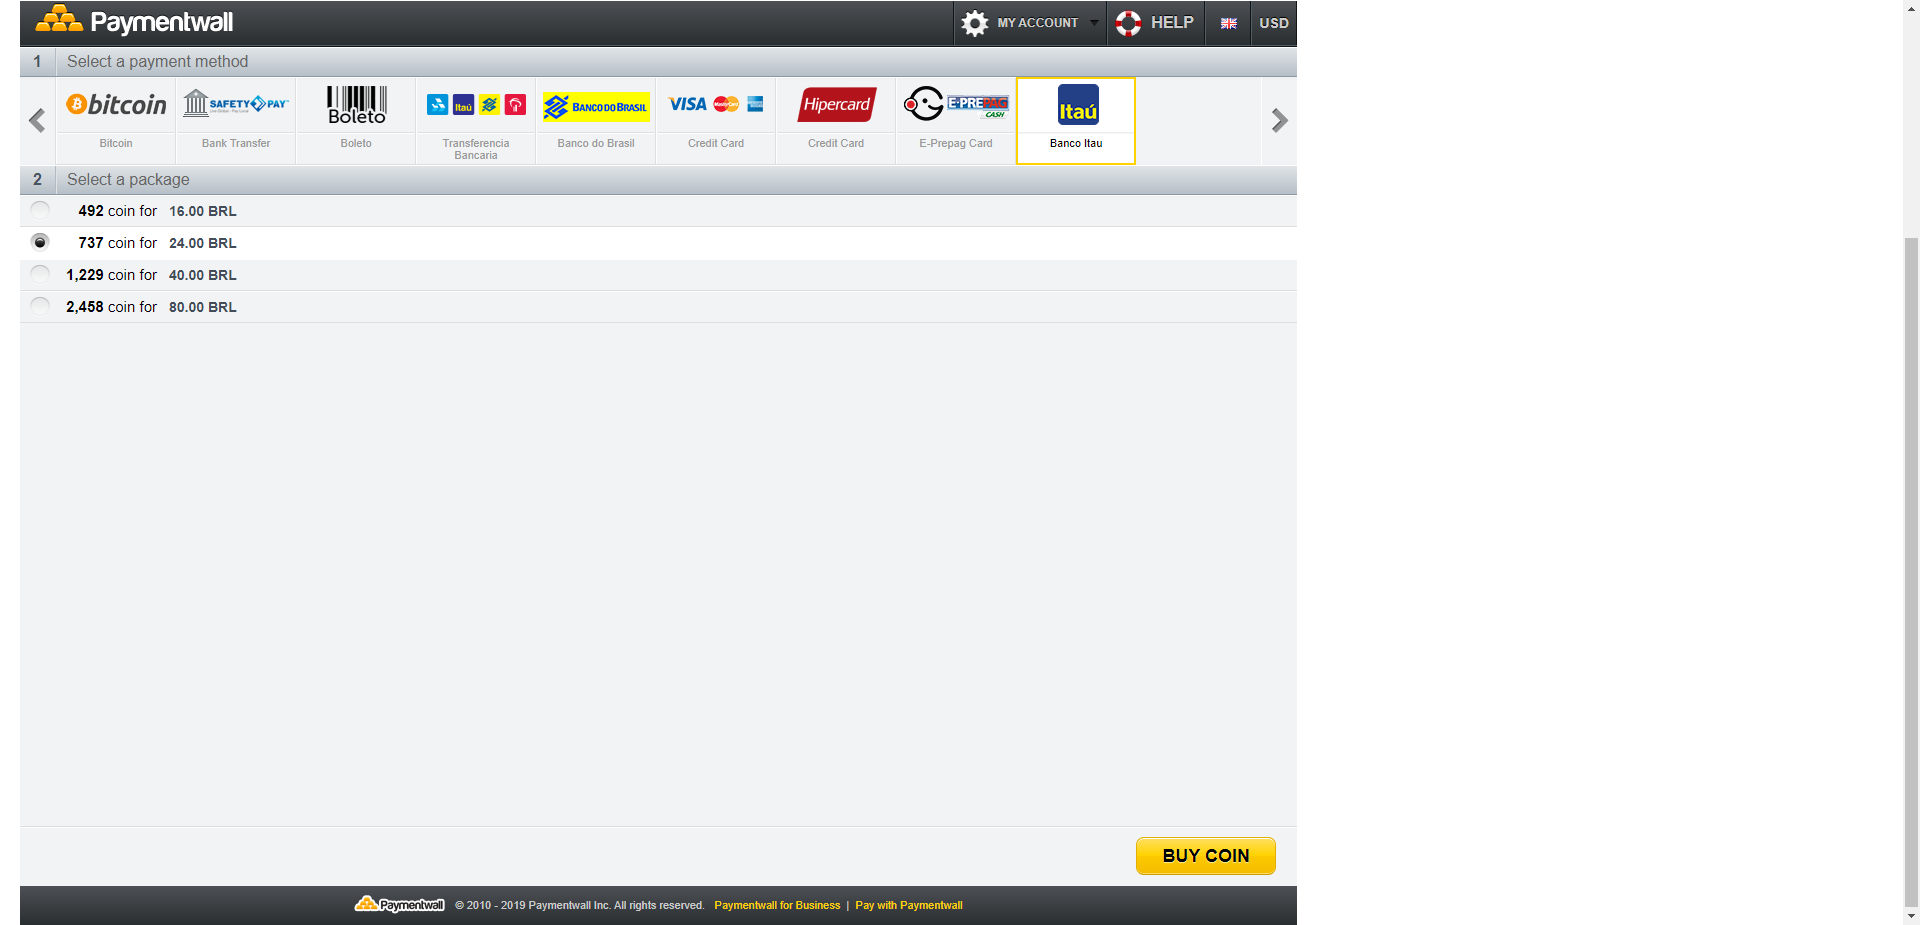 Paymentwall
MY ACCOUNT
HELP
USD
1 Select a payment method
bitcoin
SAFETYPAY
Boleto
Itaú
BANCO DO BRASIL
VISA MasterCard
Hipercard
E-PREPAG CASH
Itaú
Bitcoin
Bank Transfer
Boleto
Transferencia
Bancaria
Banco do Brasil
Credit Card
Credit Card
E-Prepag Card
Banco Itau
2 Select a package
492 coin for 16.00 BRL
737 coin for 24.00 BRL
1,229 coin for 40.00 BRL
2,458 coin for 80.00 BRL
BUY COIN
Paymentwall © 2010 - 2019 Paymentwall Inc. All rights reserved. Paymentwall for Business | Pay with Paymentwall